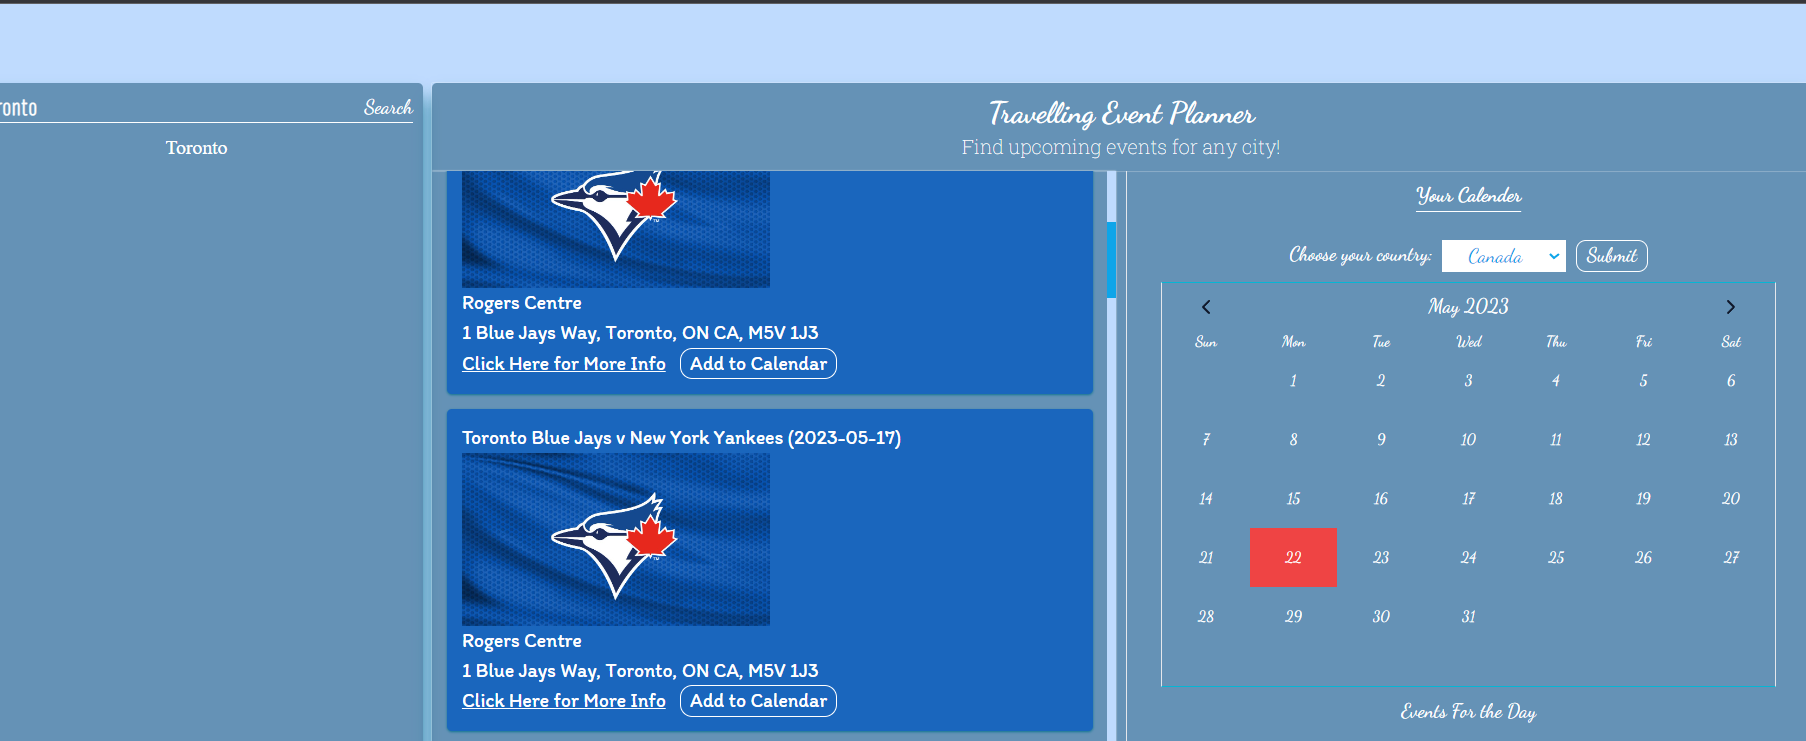 ronto Search
Toronto
Travelling Event Planner
Find upcoming events for any city!
Rogers Centre
1 Blue Jays Way, Toronto, ON CA, M5V 1J3
Click Here for More Info Add to Calendar
Toronto Blue Jays v New York Yankees (2023-05-17)
Rogers Centre
1 Blue Jays Way, Toronto, ON CA, M5V 1J3
Click Here for More Info Add to Calendar
Your Calender
Choose your country: Canada Submit
May 2023
Sun Mon Tue Wed Thu Fri Sat
1 2 3 4 5 6
7 8 9 10 11 12 13
14 15 16 17 18 19 20
21 22 23 24 25 26 27
28 29 30 31
Events For the Day